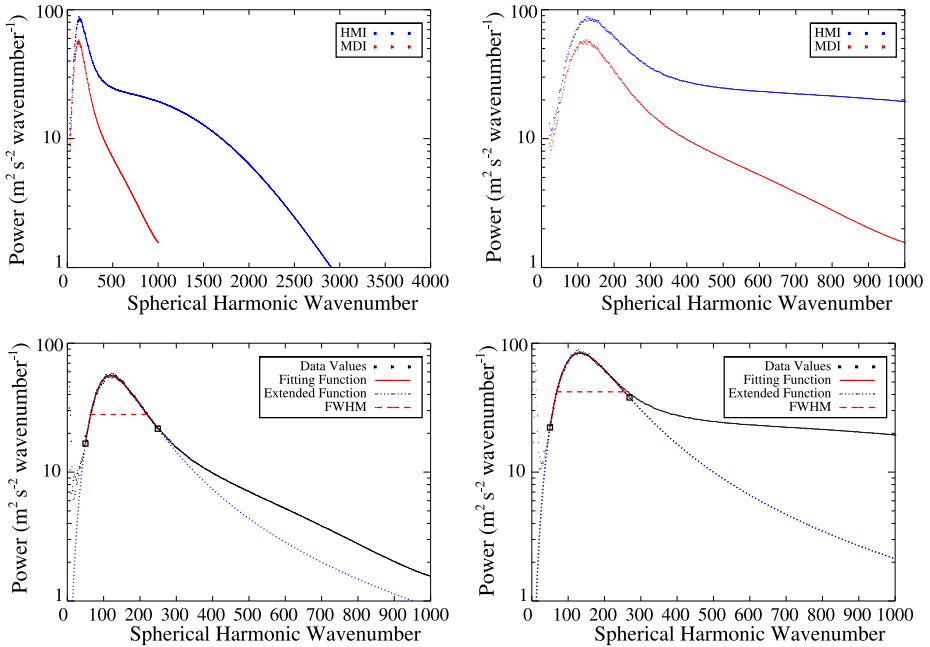 100
10
1
Power (m² s⁻² wavenumber⁻¹)
HMI
MDI
0 500 1000 1500 2000 2500 3000 3500 4000
Spherical Harmonic Wavenumber
100
10
1
Power (m² s⁻² wavenumber⁻¹)
HMI
MDI
0 100 200 300 400 500 600 700 800 900 1000
Spherical Harmonic Wavenumber
100
10
1
Power (m² s⁻² wavenumber⁻¹)
Data Values
Fitting Function
Extended Function
FWHM
0 100 200 300 400 500 600 700 800 900 1000
Spherical Harmonic Wavenumber
100
10
1
Power (m² s⁻² wavenumber⁻¹)
Data Values
Fitting Function
Extended Function
FWHM
0 100 200 300 400 500 600 700 800 900 1000
Spherical Harmonic Wavenumber